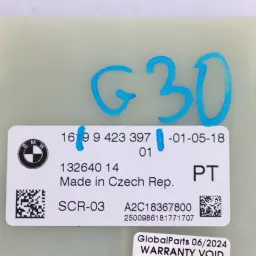 G30
BMW
16 9 9 423 397 -01-05-18
01
132640 14
PT
Made in Czech Rep.
SCR-03 A2C18367800
2500986181771707
GlobalParts 06/2024
WARRANTY VOID